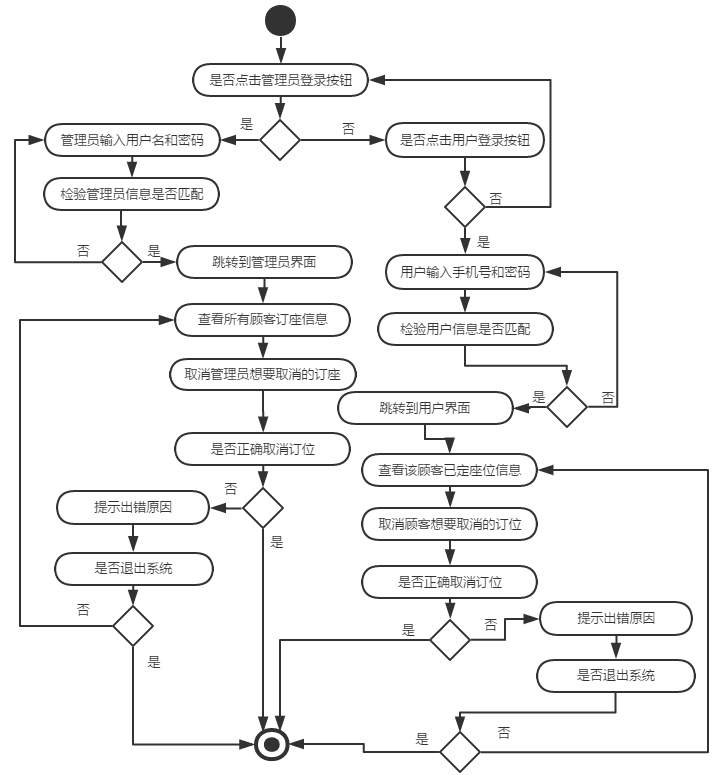 是否点击管理员登录按钮
是
否
管理员输入用户名和密码
是否点击用户登录按钮
检验管理员信息是否匹配
否
否
是
是
跳转到管理员界面
用户输入手机号和密码
查看所有顾客订座信息
检验用户信息是否匹配
取消管理员想要取消的订座
是
否
跳转到用户界面
是否正确取消订位
查看该顾客已定座位信息
否
提示出错原因
取消顾客想要取消的订位
是
是否退出系统
是否正确取消订位
否
提示出错原因
是
否
是
是否退出系统
是
否